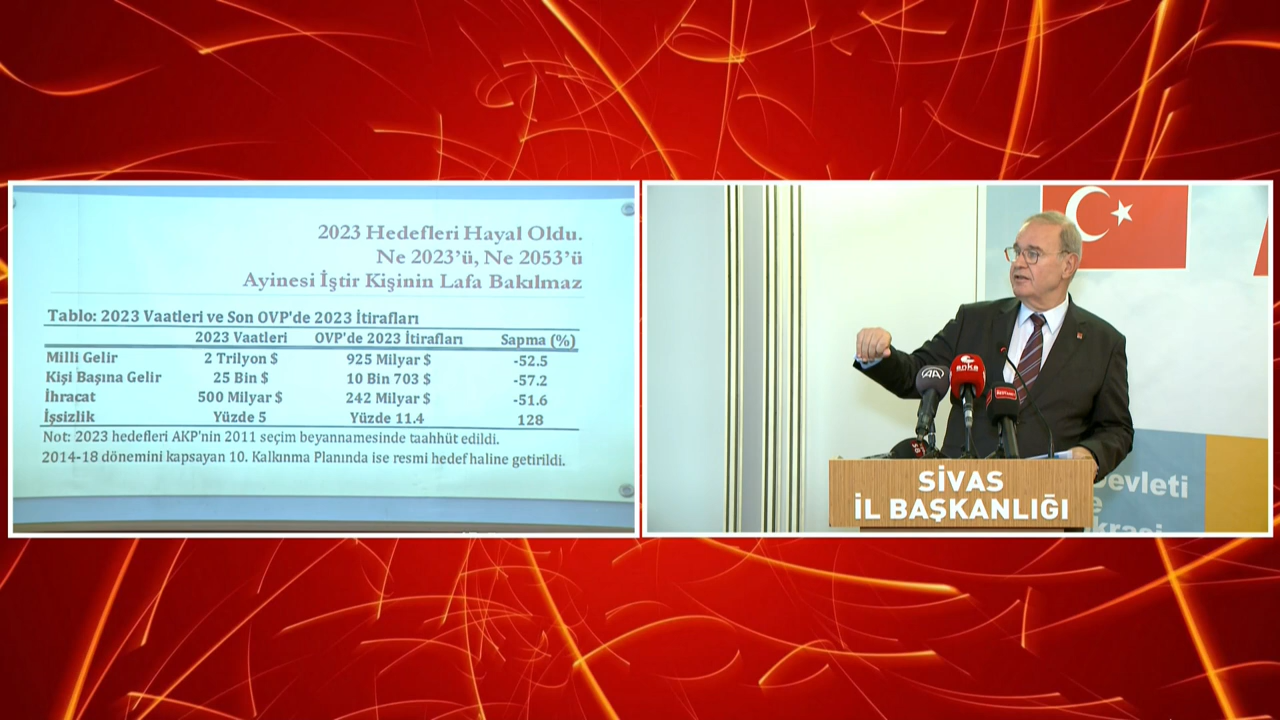 2023 Hedefleri Hayal Oldu.
Ne 2023'ü, Ne 2053'ü
Ayinesi İştir Kişinin Lafa Bakılmaz
Tablo: 2023 Vaatleri ve Son OVP'de 2023 İtirafları
2023 Vaatleri OVP'de 2023 İtirafları Sapma (%)
Milli Gelir 2 Trilyon $ 925 Milyar $ -52.5
Kişi Başına Gelir 25 Bin $ 10 Bin 703 $ -57.2
İhracat 500 Milyar $ 242 Milyar $ -51.6
İşsizlik Yüzde 5 Yüzde 11.4 128
Not: 2023 hedefleri AKP'nin 2011 seçim beyannamesinde taahhüt edildi.
2014-18 dönemini kapsayan 10. Kalkınma Planında ise resmi hedef haline getirildi.
AA
anka
SİVAS
İL BAŞKANLIĞI
Devleti